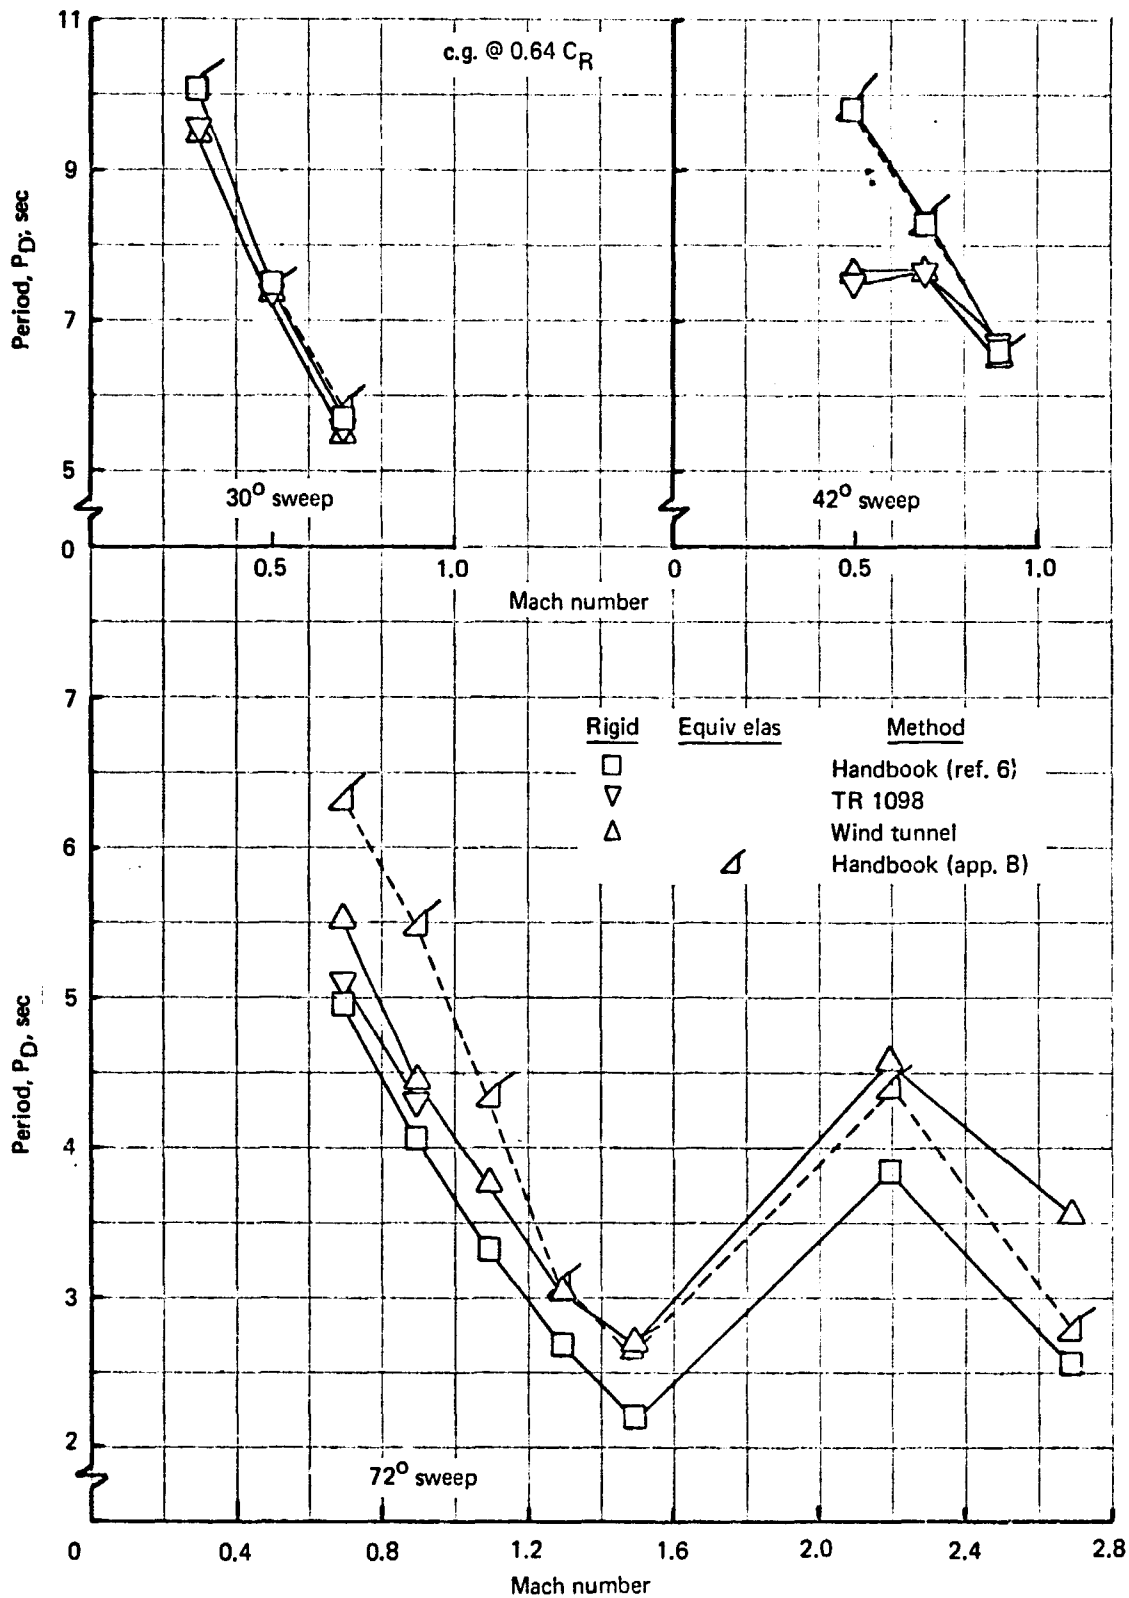 11
9
7
5
0
Period, PD, sec
c.g. @ 0.64 CR
30° sweep
42° sweep
0.5
1.0
0
0.5
1.0
Mach number
7
6
5
4
3
2
0
Period, PD, sec
Rigid Equiv elas Method
Handbook (ref. 6)
TR 1098
Wind tunnel
Handbook (app. B)
72° sweep
0.4
0.8
1.2
1.6
2.0
2.4
2.8
Mach number